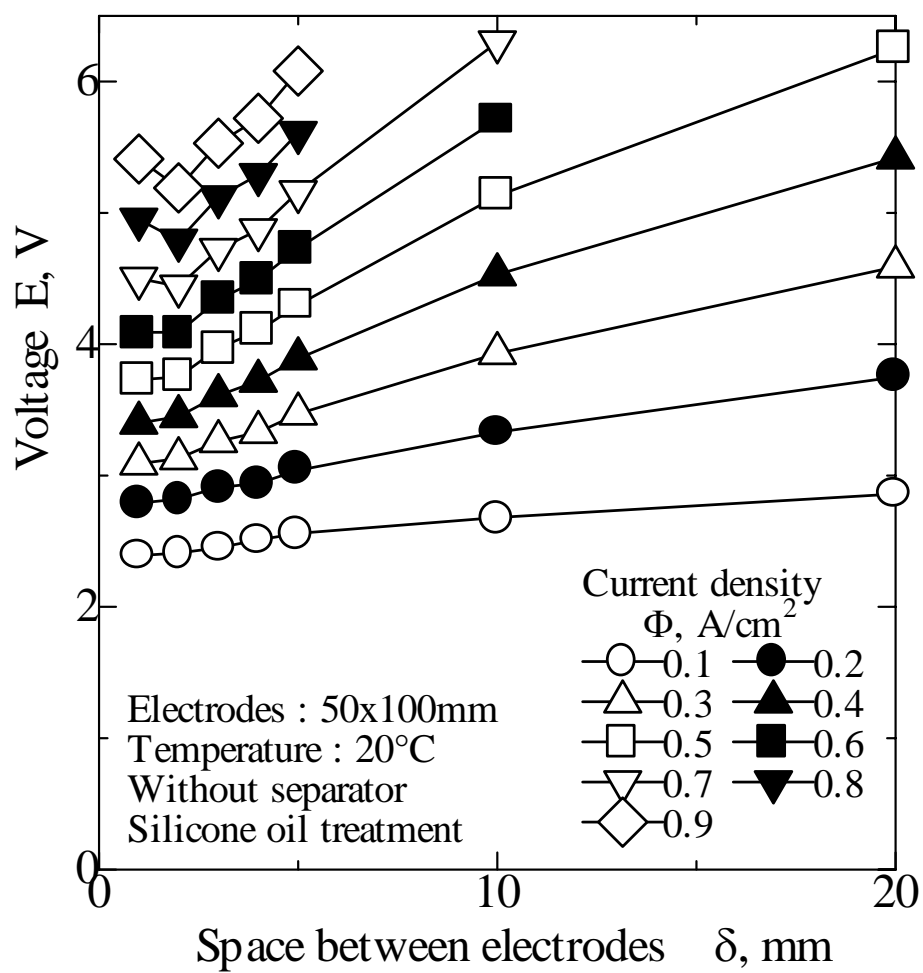 6
4
2
0
Voltage E, V
Current density
Φ, A/cm²
0.1 0.2
0.3 0.4
0.5 0.6
0.7 0.8
0.9
Electrodes : 50x100mm
Temperature : 20°C
Without separator
Silicone oil treatment
0 10 20
Space between electrodes δ, mm